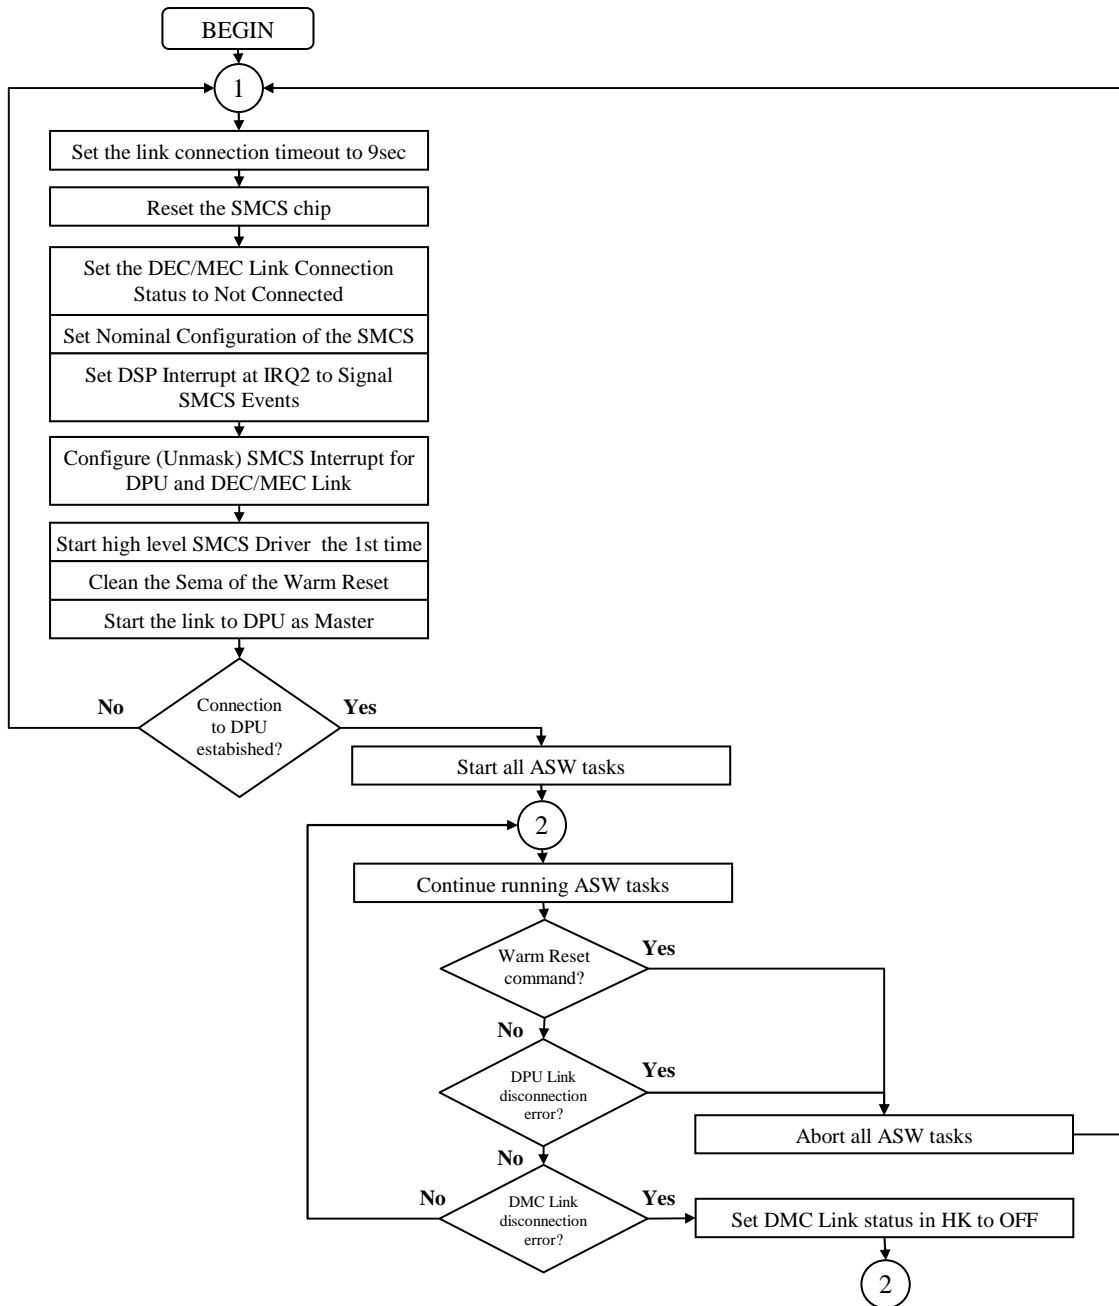 BEGIN
1
Set the link connection timeout to 9sec
Reset the SMCS chip
Set the DEC/MEC Link Connection
Status to Not Connected
Set Nominal Configuration of the SMCS
Set DSP Interrupt at IRQ2 to Signal
SMCS Events
Configure (Unmask) SMCS Interrupt for
DPU and DEC/MEC Link
Start high level SMCS Driver the 1st time
Clean the Sema of the Warm Reset
Start the link to DPU as Master
No
Connection
to DPU
estabished?
Yes
Start all ASW tasks
2
Continue running ASW tasks
Warm Reset
command?
Yes
No
DPU Link
disconnection
error?
Yes
Abort all ASW tasks
No
No
DMC Link
disconnection
error?
Yes
Set DMC Link status in HK to OFF
2